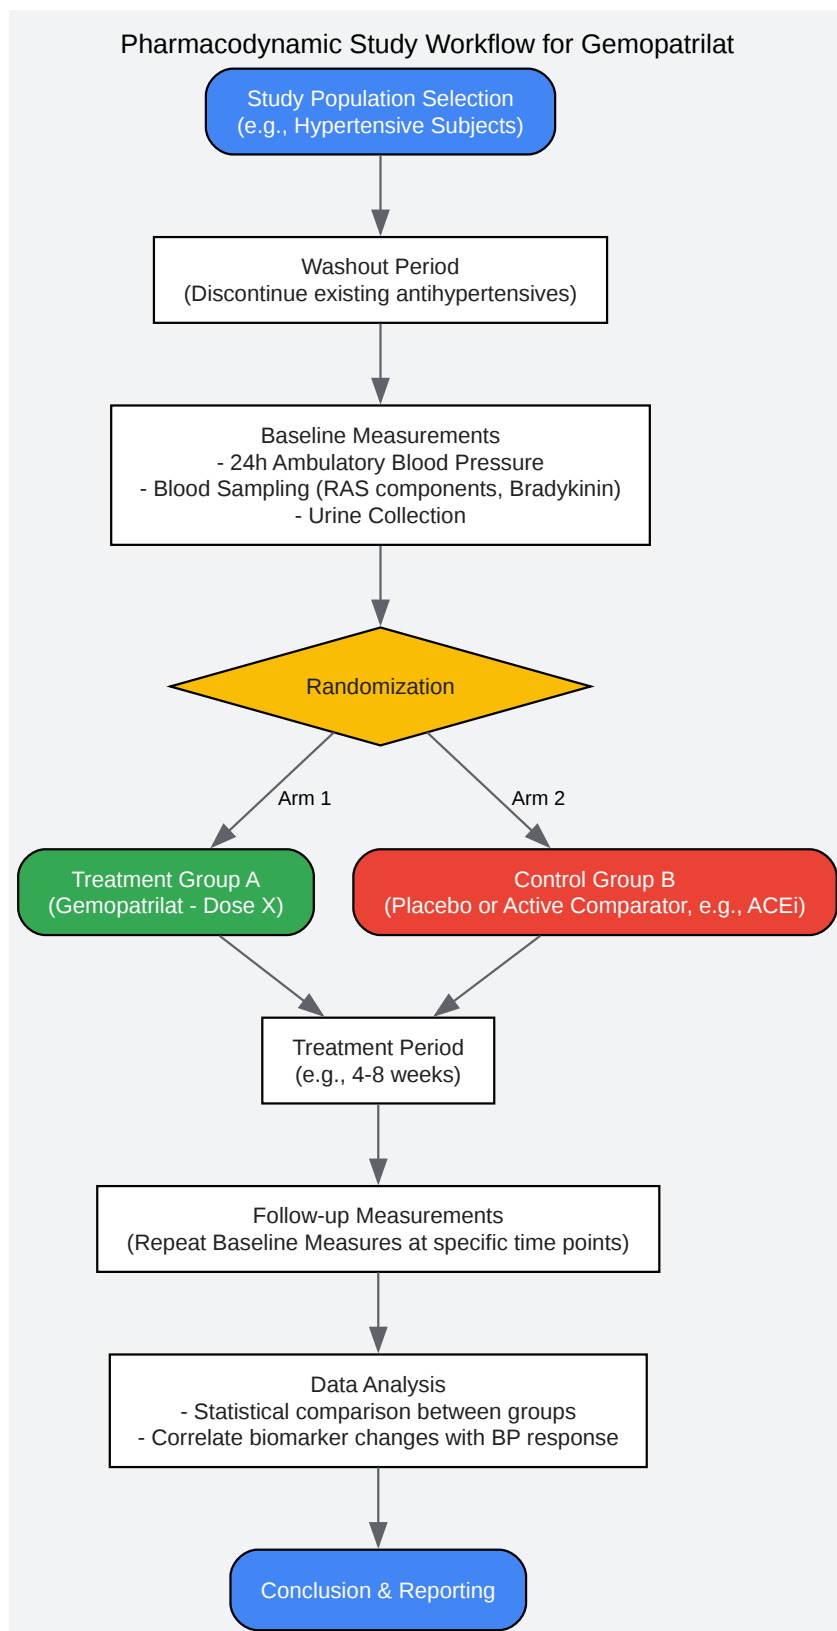 Pharmacodynamic Study Workflow for Gemopatrilat
Study Population Selection
(e.g., Hypertensive Subjects)
Washout Period
(Discontinue existing antihypertensives)
Baseline Measurements
- 24h Ambulatory Blood Pressure
- Blood Sampling (RAS components, Bradykinin)
- Urine Collection
Randomization
Arm 1
Arm 2
Treatment Group A
(Gemopatrilat - Dose X)
Control Group B
(Placebo or Active Comparator, e.g., ACEi)
Treatment Period
(e.g., 4-8 weeks)
Follow-up Measurements
(Repeat Baseline Measures at specific time points)
Data Analysis
- Statistical comparison between groups
- Correlate biomarker changes with BP response
Conclusion & Reporting